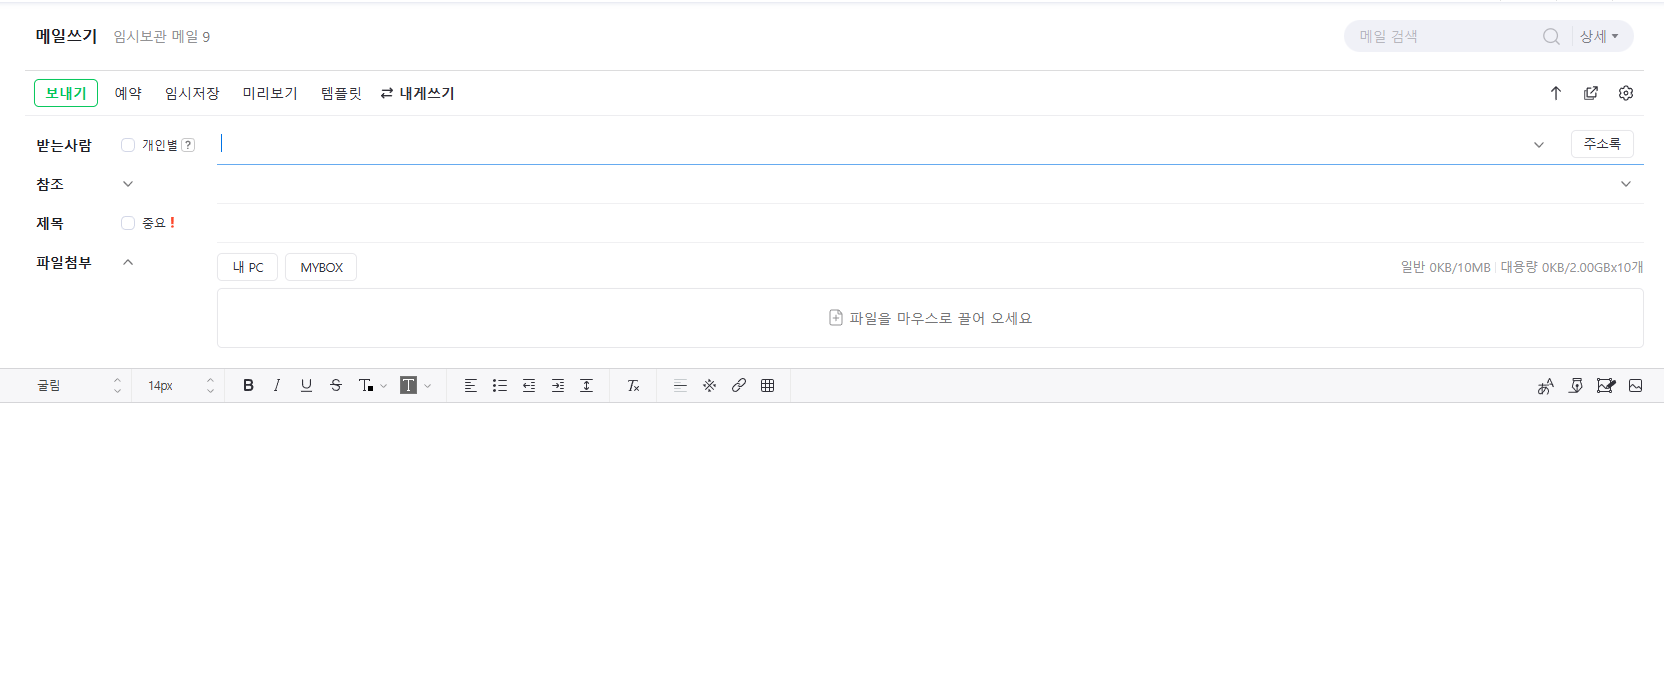 메일쓰기 임시보관 메일 9 메일 검색 상세
보내기 예약 임시저장 미리보기 템플릿 내게쓰기
받는사람 개인별 ? 주소록
참조
제목 중요 !
파일첨부 내 PC MYBOX 일반 0KB/10MB 대용량 0KB/2.00GBx10개
파일을 마우스로 끌어 오세요
굴림 14px B I U S T T Tx あA